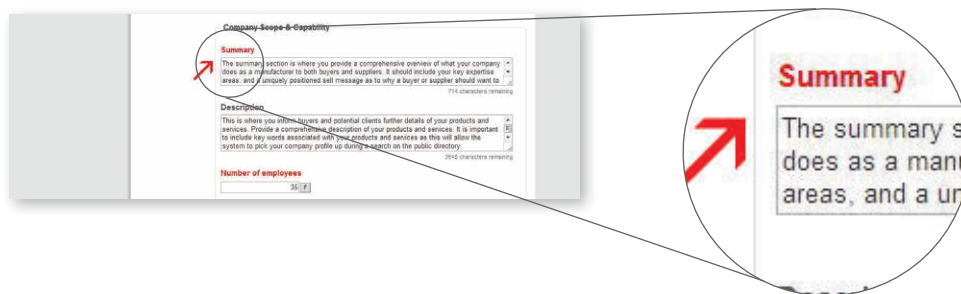 Company Scope & Capability
Summary
The summary section is where you provide a comprehensive overview of what your company
does as a manufacturer to both buyers and suppliers. It should include your key expertise
areas, and a uniquely positioned sell message as to why a buyer or supplier should want to
714 characters remaining
Description
This is where you inform buyers and potential clients further details of your products and
services. Provide a comprehensive description of your products and services. It is important
to include key words associated with your products and services as this will allow the
system to pick your company profile up during a search on the public directory.
characters remaining
Number of employees
35
Summary
The summary s
does as a manu
areas, and a un